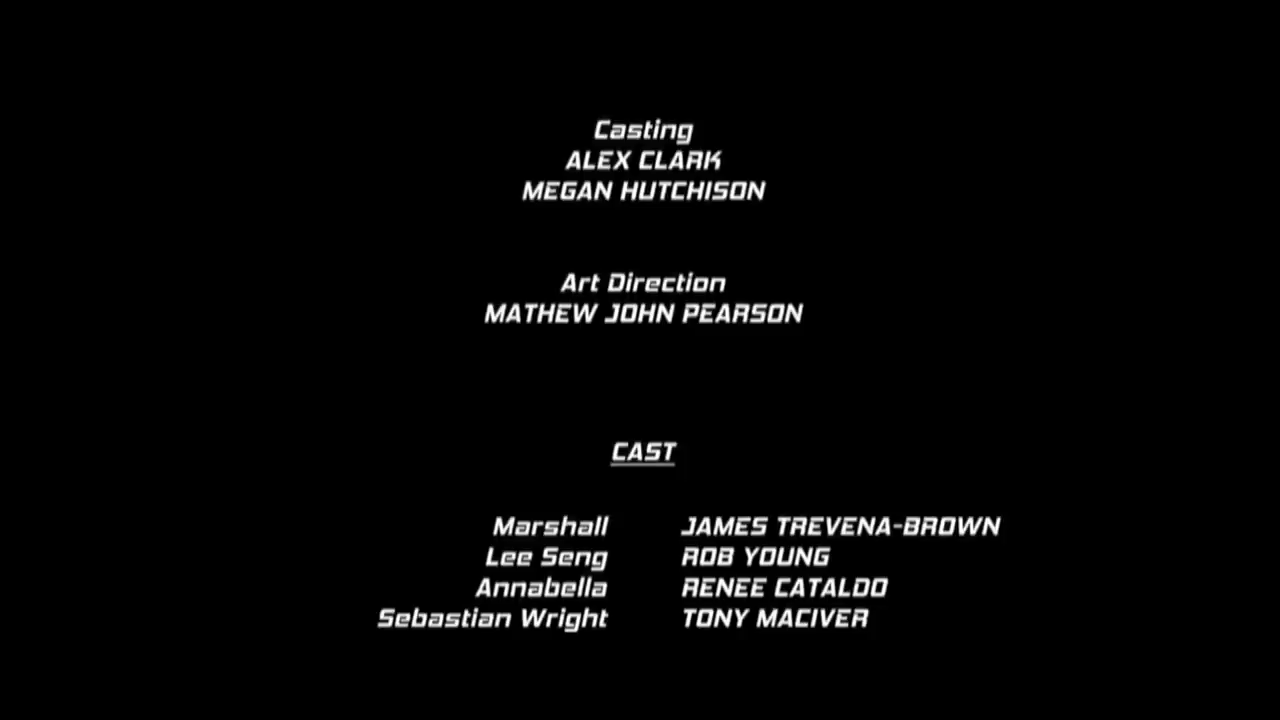 Casting
ALEX CLARK
MEGAN HUTCHISON
Art Direction
MATHEW JOHN PEARSON
CAST
Marshall JAMES TREVENA-BROWN
Lee Seng ROB YOUNG
Annabella RENEE CATALDO
Sebastian Wright TONY MACIVER